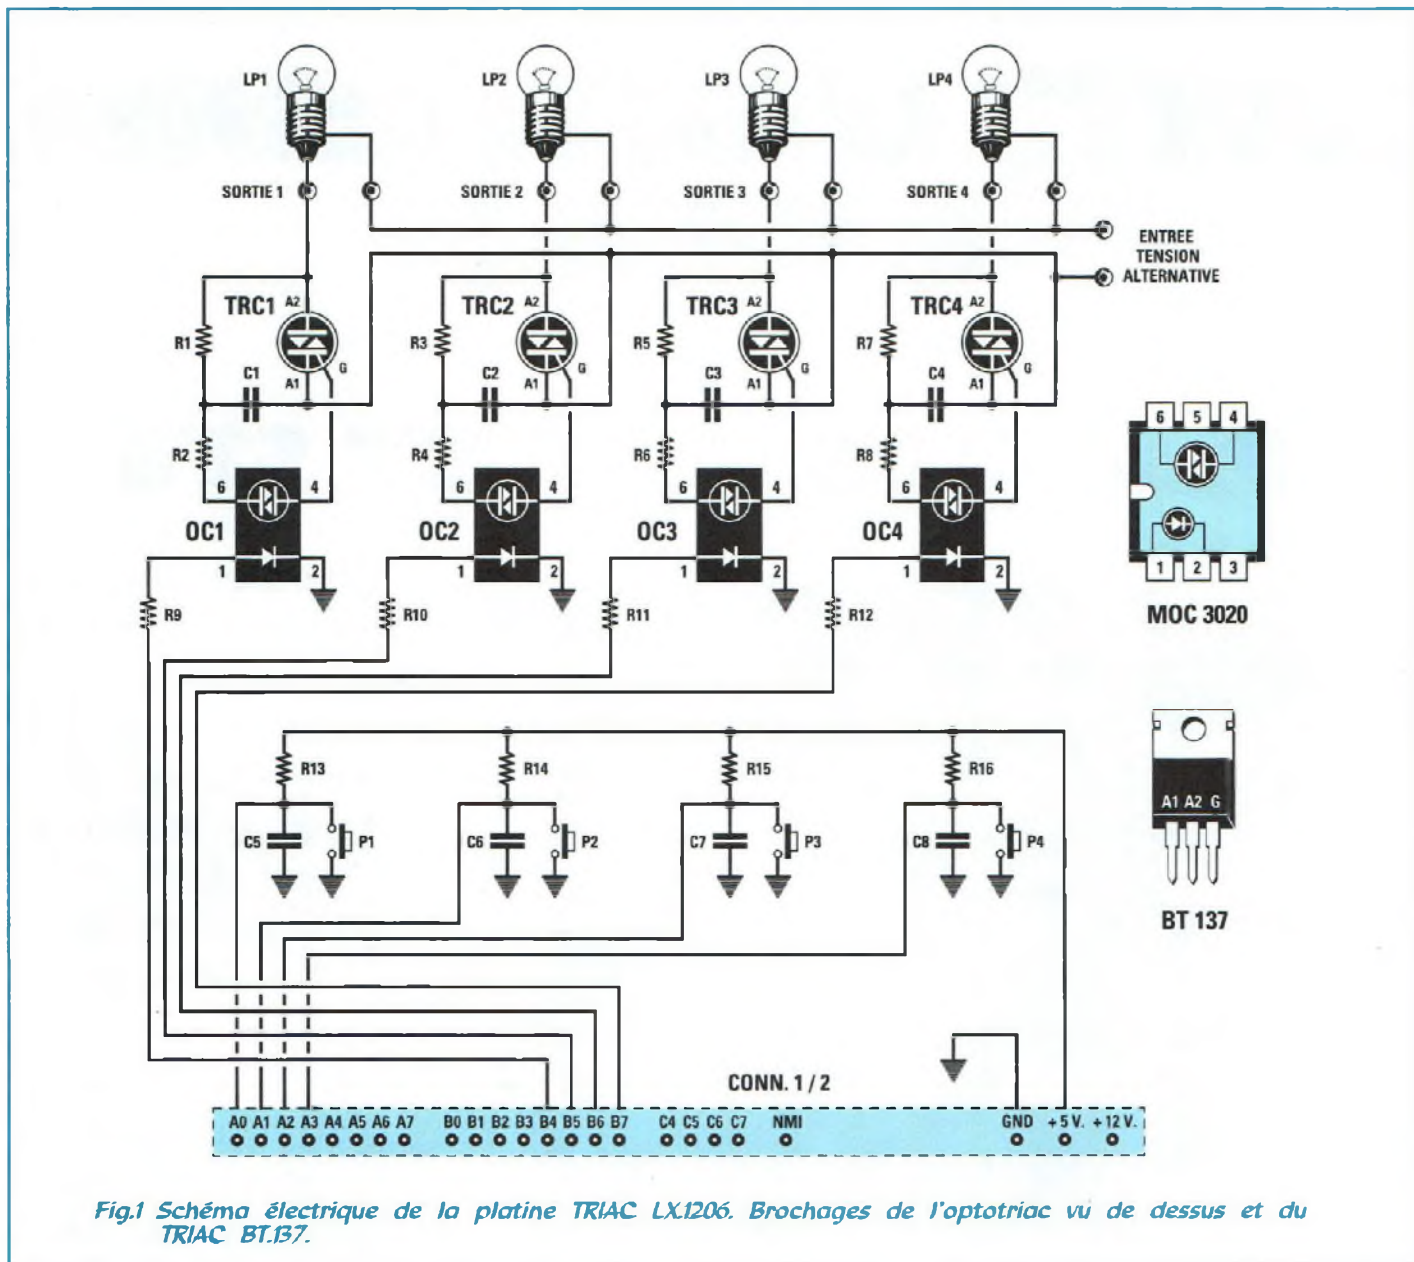 LP1 LP2 LP3 LP4
SORTIE 1 SORTIE 2 SORTIE 3 SORTIE 4
ENTREE
TENSION
ALTERNATIVE
A2 A2 A2 A2
TRC1 TRC2 TRC3 TRC4
R1 R3 R5 R7
G G G G
C1 C2 C3 C4
A1 A1 A1 A1
R2 R4 R6 R8
6 4 6 4 6 4 6 4
OC1 OC2 OC3 OC4
1 2 1 2 1 2 1 2
R9 R10 R11 R12
6 5 4
1 2 3
MOC 3020
R13 R14 R15 R16
C5 P1 C6 P2 C7 P3 C8 P4
A1 A2 G
BT 137
CONN. 1 / 2
A0 A1 A2 A3 A4 A5 A6 A7 B0 B1 B2 B3 B4 B5 B6 B7 C4 C5 C6 C7 NMI GND + 5 V. + 12 V.
Fig.1 Schéma électrique de la platine TRIAC LX.1206. Brochages de l'optotriac vu de dessus et du
TRIAC BT.137.